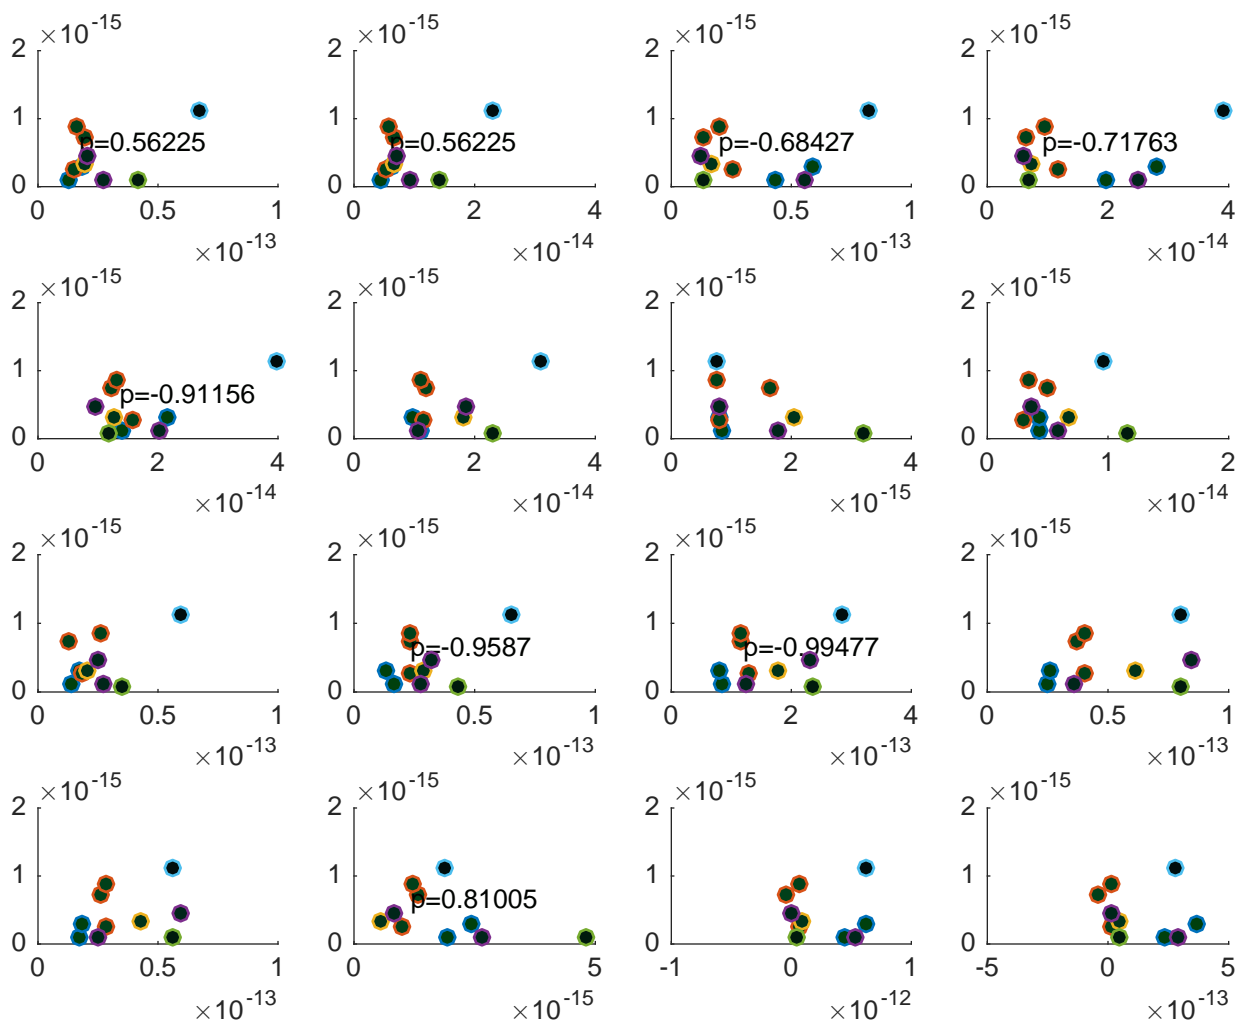 ×10-15 ×10-15 ×10-15 ×10-15
2 2 2 2
1 1 1 1
p=0.56225 p=0.56225 p=-0.68427 p=-0.71763
0 0 0 0
0 0.5 1 0 2 4 0 0.5 1 0 2 4
×10-13 ×10-14 ×10-13 ×10-14
×10-15 ×10-15 ×10-15 ×10-15
2 2 2 2
1 1 1 1
p=-0.91156
0 0 0 0
0 2 4 0 2 4 0 2 4 0 1 2
×10-14 ×10-14 ×10-15 ×10-14
×10-15 ×10-15 ×10-15 ×10-15
2 2 2 2
1 1 1 1
p=-0.9587 p=-0.99477
0 0 0 0
0 0.5 1 0 0.5 1 0 2 4 0 0.5 1
×10-13 ×10-13 ×10-13 ×10-13
×10-15 ×10-15 ×10-15 ×10-15
2 2 2 2
1 1 1 1
p=0.81005
0 0 0 0
0 0.5 1 0 5 -1 0 1 -5 0 5
×10-13 ×10-15 ×10-12 ×10-13